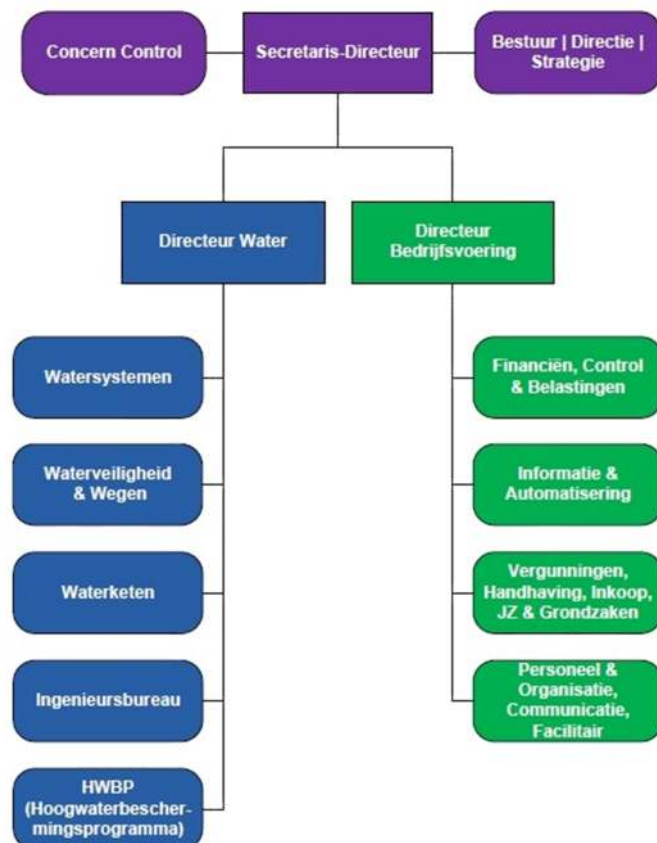 Concern Control
Secretaris-Directeur
Bestuur | Directie |
Strategie
Directeur Water
Directeur
Bedrijfsvoering
Watersystemen
Financiën, Control
& Belastingen
Waterveiligheid
& Wegen
Informatie &
Automatisering
Waterketen
Vergunningen,
Handhaving, Inkoop,
JZ & Grondzaken
Ingenieursbureau
Personeel &
Organisatie,
Communicatie,
Facilitair
HWBP
(Hoogwaterbescher-
mingsprogramma)